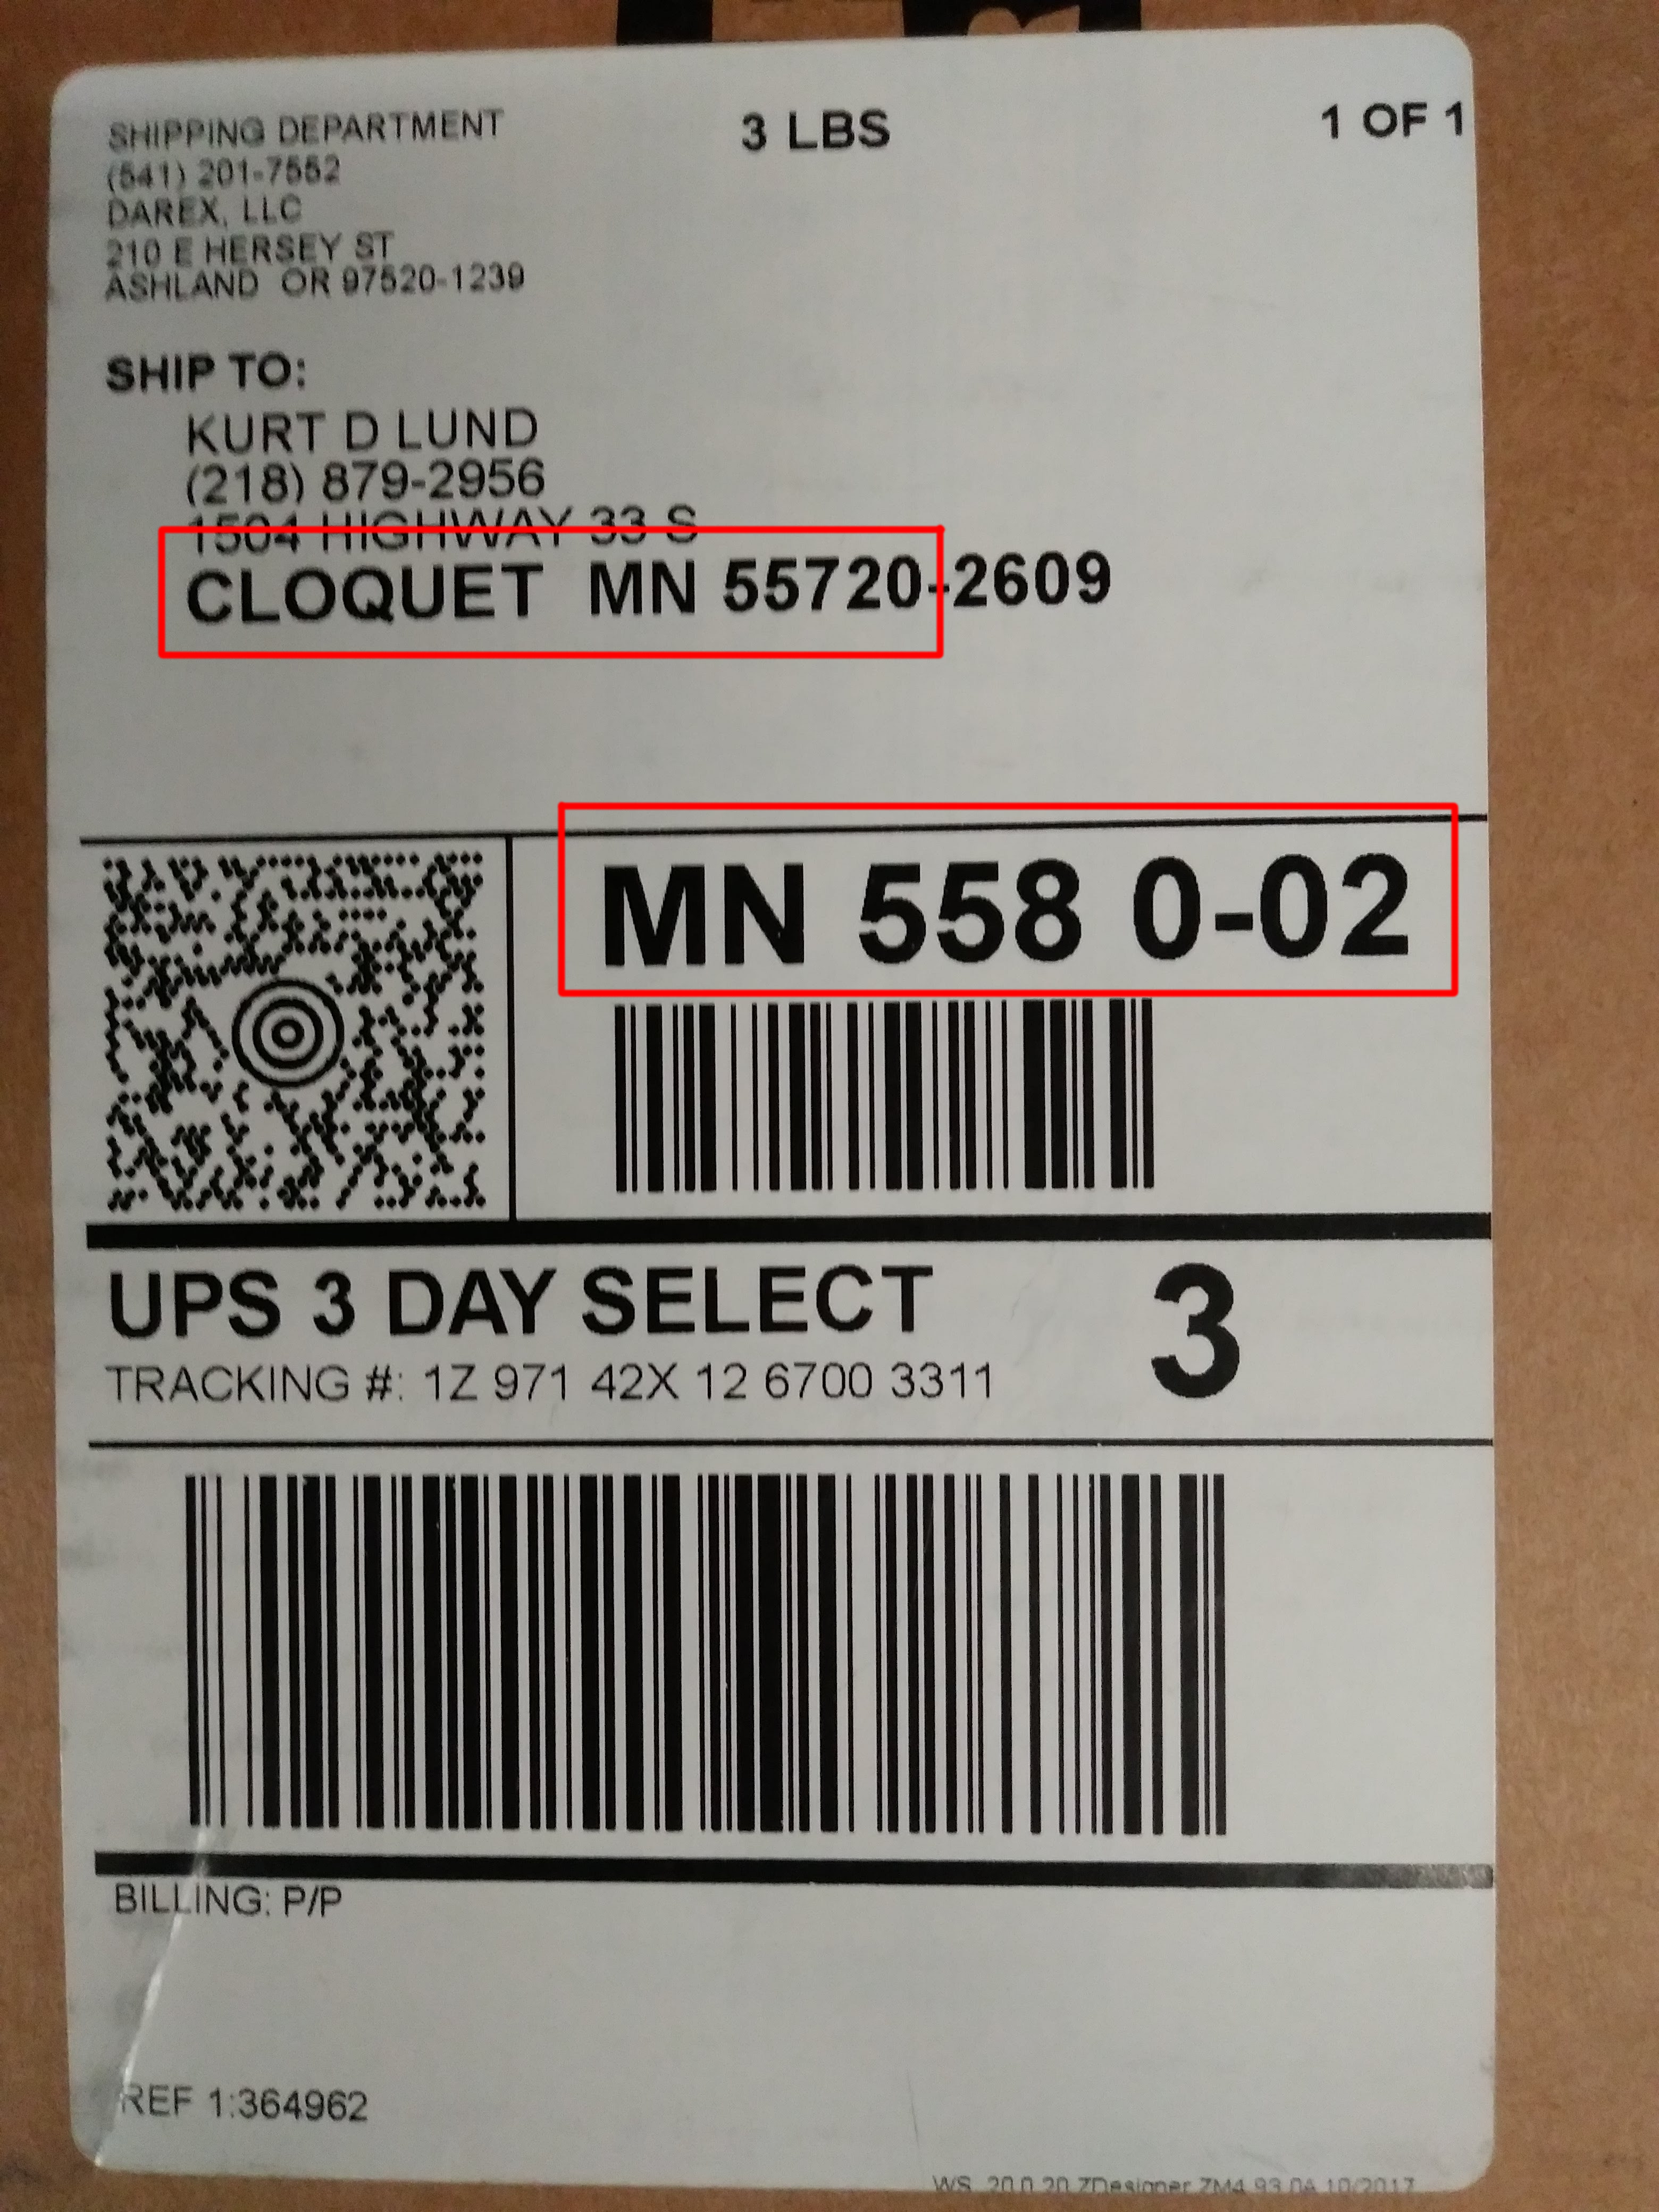 SHIPPING DEPARTMENT
3 LBS
1 OF 1
(541) 201-7552
DAREX, LLC
210 E HERSEY ST
ASHLAND OR 97520-1239
SHIP TO:
KURT D LUND
(218) 879-2956
1504 HIGHWAY 33 S
CLOQUET MN 55720-2609
MN 558 0-02
UPS 3 DAY SELECT
3
TRACKING #: 1Z 971 42X 12 6700 3311
BILLING: P/P
REF 1:364962
WS 20.0.20 ZDesigner ZM4 93.0A 10/2017